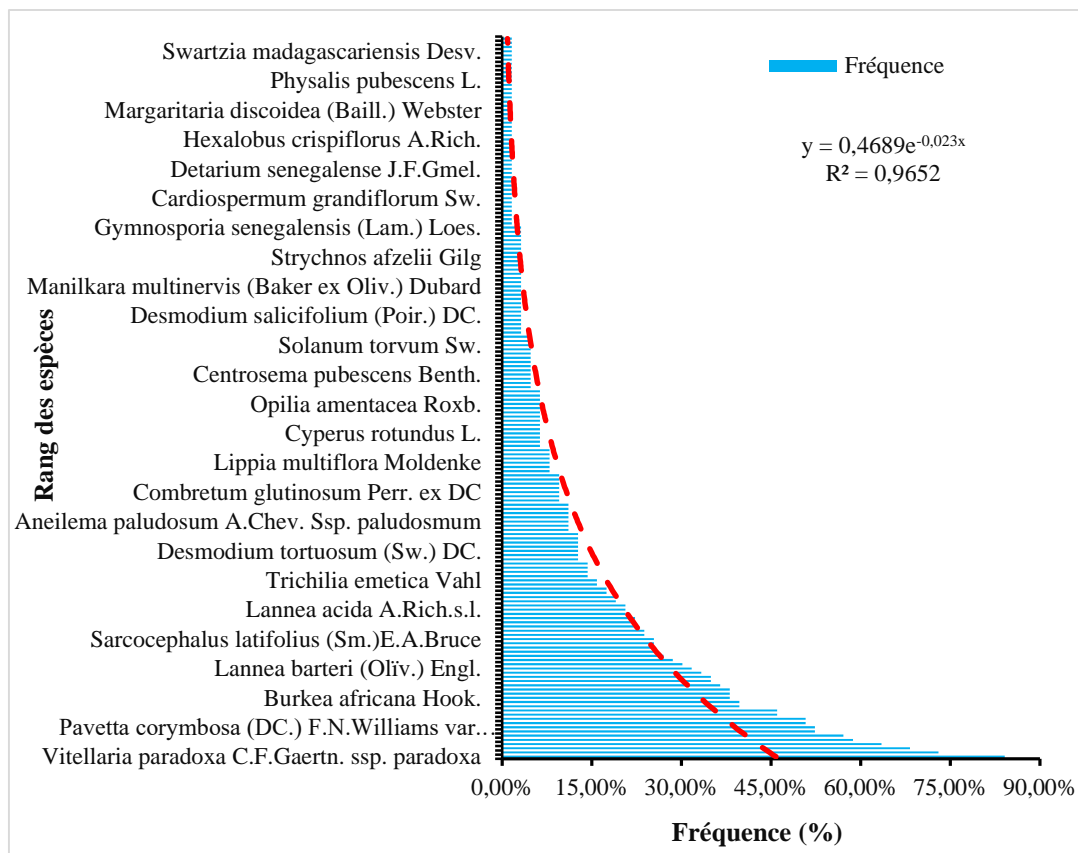 Swartzia madagascariensis Desv.
Physalis pubescens L.
Margaritaria discoidea (Baill.) Webster
Hexalobus crispiflorus A.Rich.
Detarium senegalense J.F.Gmel.
Cardiospermum grandiflorum Sw.
Gymnosporia senegalensis (Lam.) Loes.
Strychnos afzelii Gilg
Manilkara multinervis (Baker ex Oliv.) Dubard
Desmodium salicifolium (Poir.) DC.
Solanum torvum Sw.
Centrosema pubescens Benth.
Opilia amentacea Roxb.
Cyperus rotundus L.
Lippia multiflora Moldenke
Combretum glutinosum Perr. ex DC
Aneilema paludosum A.Chev. Ssp. paludosmum
Desmodium tortuosum (Sw.) DC.
Trichilia emetica Vahl
Lannea acida A.Rich.s.l.
Sarcocephalus latifolius (Sm.)E.A.Bruce
Lannea barteri (Olïv.) Engl.
Burkea africana Hook.
Pavetta corymbosa (DC.) F.N.Williams var…
Vitellaria paradoxa C.F.Gaertn. ssp. paradoxa
Rang des espèces
Fréquence
y = 0,4689e^-0,023x
R² = 0,9652
0,00% 15,00% 30,00% 45,00% 60,00% 75,00% 90,00%
Fréquence (%)